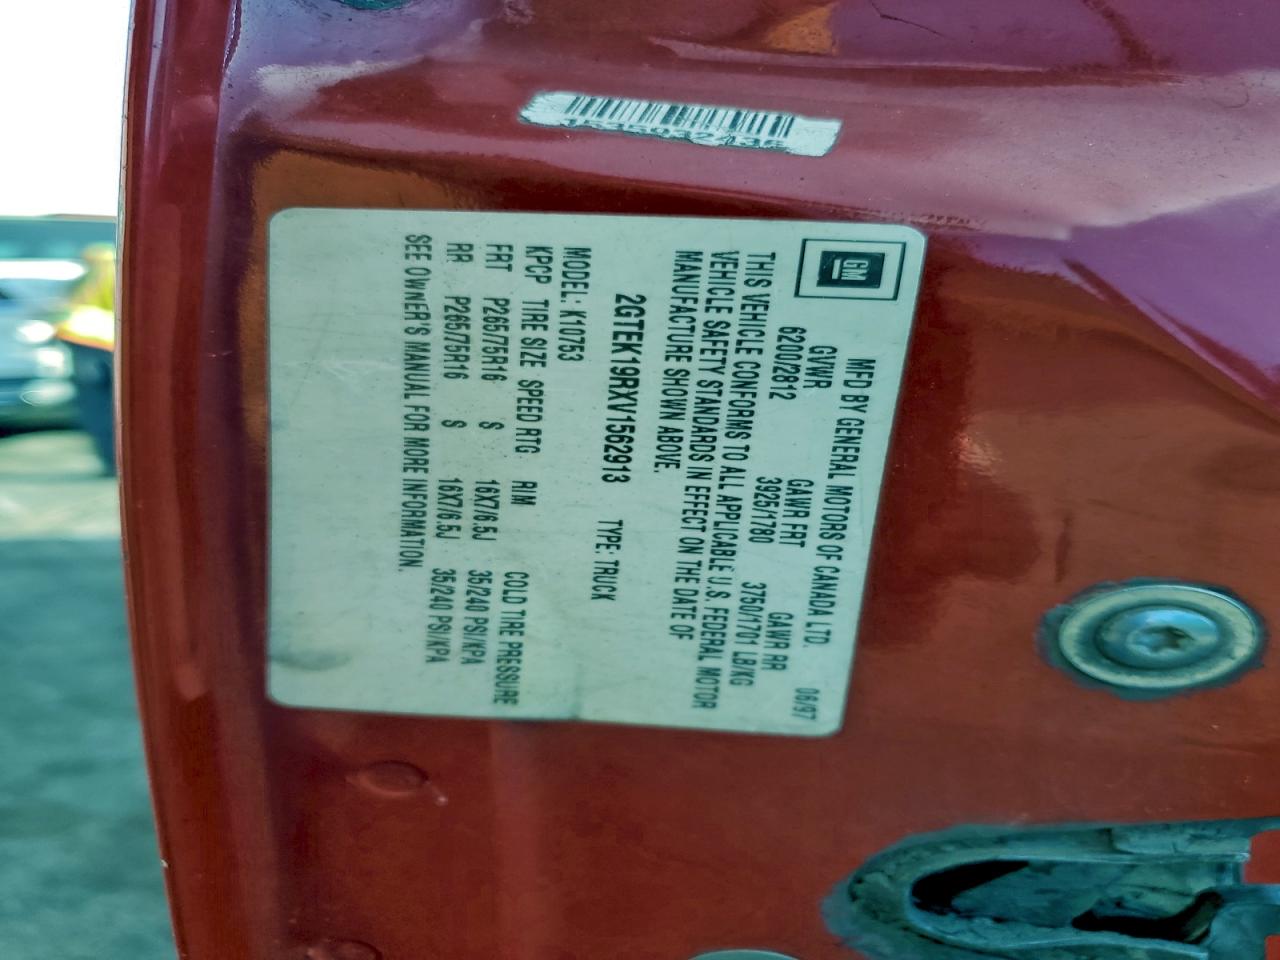 GM
MFD BY GENERAL MOTORS OF CANADA LTD. 06/97
GVWR GAWR FRT GAWR RR
6200/2812 3925/1780 3750/1701 LB/KG
THIS VEHICLE CONFORMS TO ALL APPLICABLE U.S. FEDERAL MOTOR
VEHICLE SAFETY STANDARDS IN EFFECT ON THE DATE OF
MANUFACTURE SHOWN ABOVE.
2GTEK19RXV1562913 TYPE: TRUCK
MODEL: K10753
KPCP TIRE SIZE SPEED RTG RIM COLD TIRE PRESSURE
FRT P265/75R16 S 16X7/6.5J 35/240 PSI/KPA
RR P265/75R16 S 16X7/6.5J 35/240 PSI/KPA
SEE OWNER'S MANUAL FOR MORE INFORMATION.